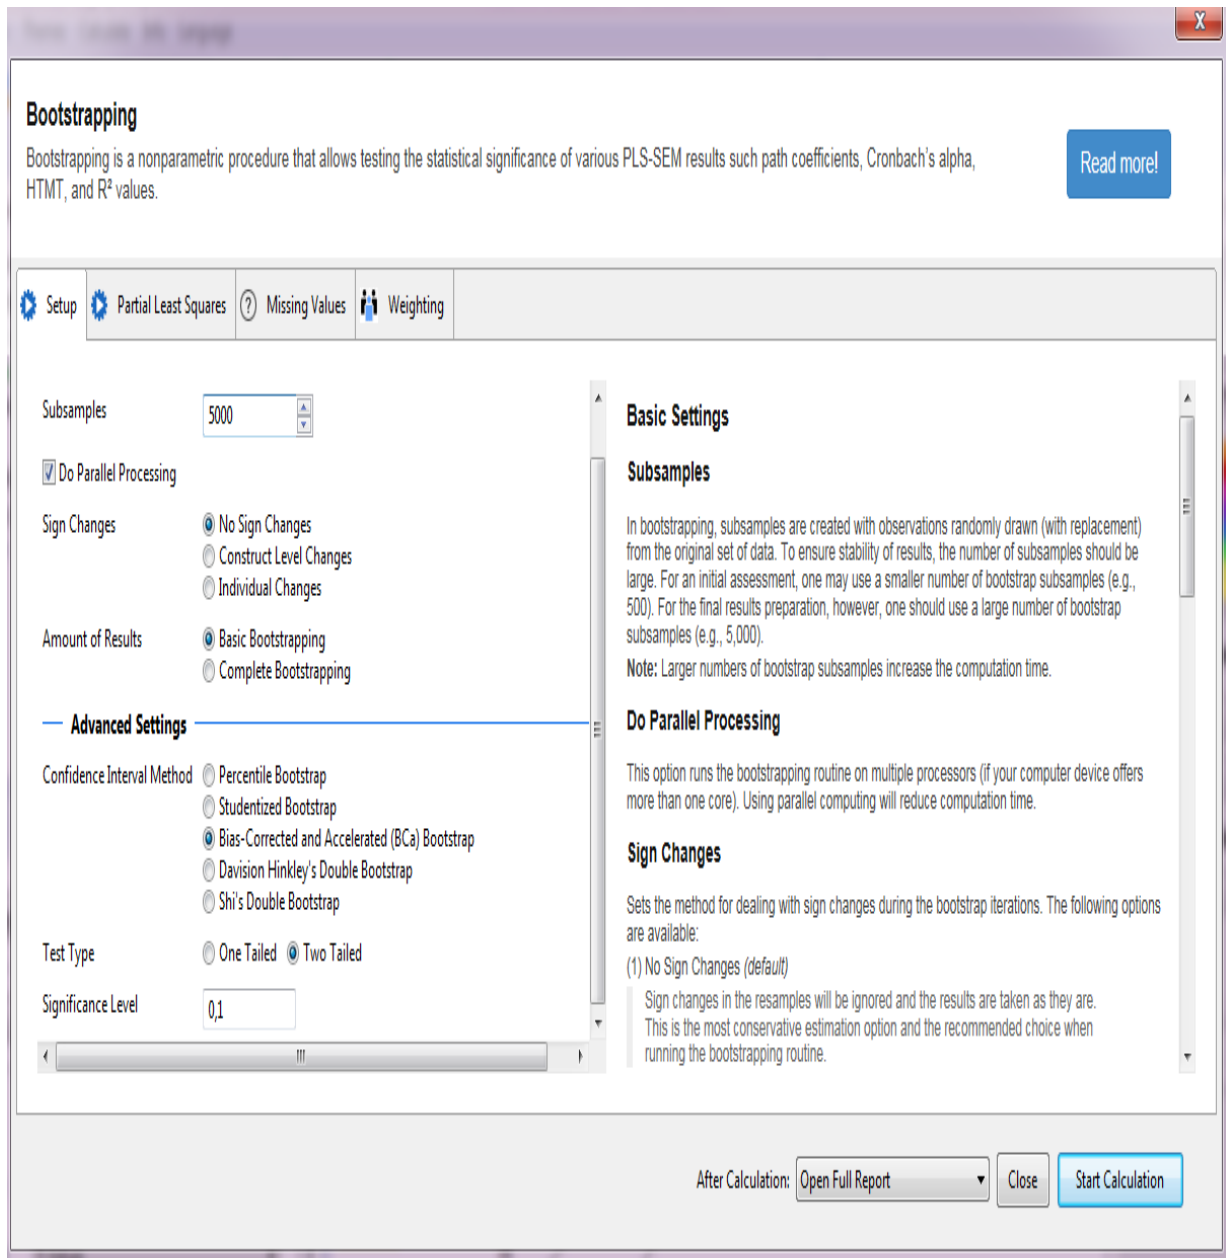 X
Bootstrapping
Bootstrapping is a nonparametric procedure that allows testing the statistical significance of various PLS-SEM results such path coefficients, Cronbach's alpha,
HTMT, and R² values.
Read more!
Setup
Partial Least Squares
? Missing Values
Weighting
Subsamples
5000
Do Parallel Processing
Sign Changes
No Sign Changes
Construct Level Changes
Individual Changes
Amount of Results
Basic Bootstrapping
Complete Bootstrapping
Advanced Settings
Confidence Interval Method
Percentile Bootstrap
Studentized Bootstrap
Bias-Corrected and Accelerated (BCa) Bootstrap
Davision Hinkley's Double Bootstrap
Shi's Double Bootstrap
Test Type
One Tailed
Two Tailed
Significance Level
0,1
Basic Settings
Subsamples
In bootstrapping, subsamples are created with observations randomly drawn (with replacement)
from the original set of data. To ensure stability of results, the number of subsamples should be
large. For an initial assessment, one may use a smaller number of bootstrap subsamples (e.g.,
500). For the final results preparation, however, one should use a large number of bootstrap
subsamples (e.g., 5,000).
Note: Larger numbers of bootstrap subsamples increase the computation time.
Do Parallel Processing
This option runs the bootstrapping routine on multiple processors (if your computer device offers
more than one core). Using parallel computing will reduce computation time.
Sign Changes
Sets the method for dealing with sign changes during the bootstrap iterations. The following options
are available:
(1) No Sign Changes (default)
Sign changes in the resamples will be ignored and the results are taken as they are.
This is the most conservative estimation option and the recommended choice when
running the bootstrapping routine.
After Calculation:
Open Full Report
Close
Start Calculation